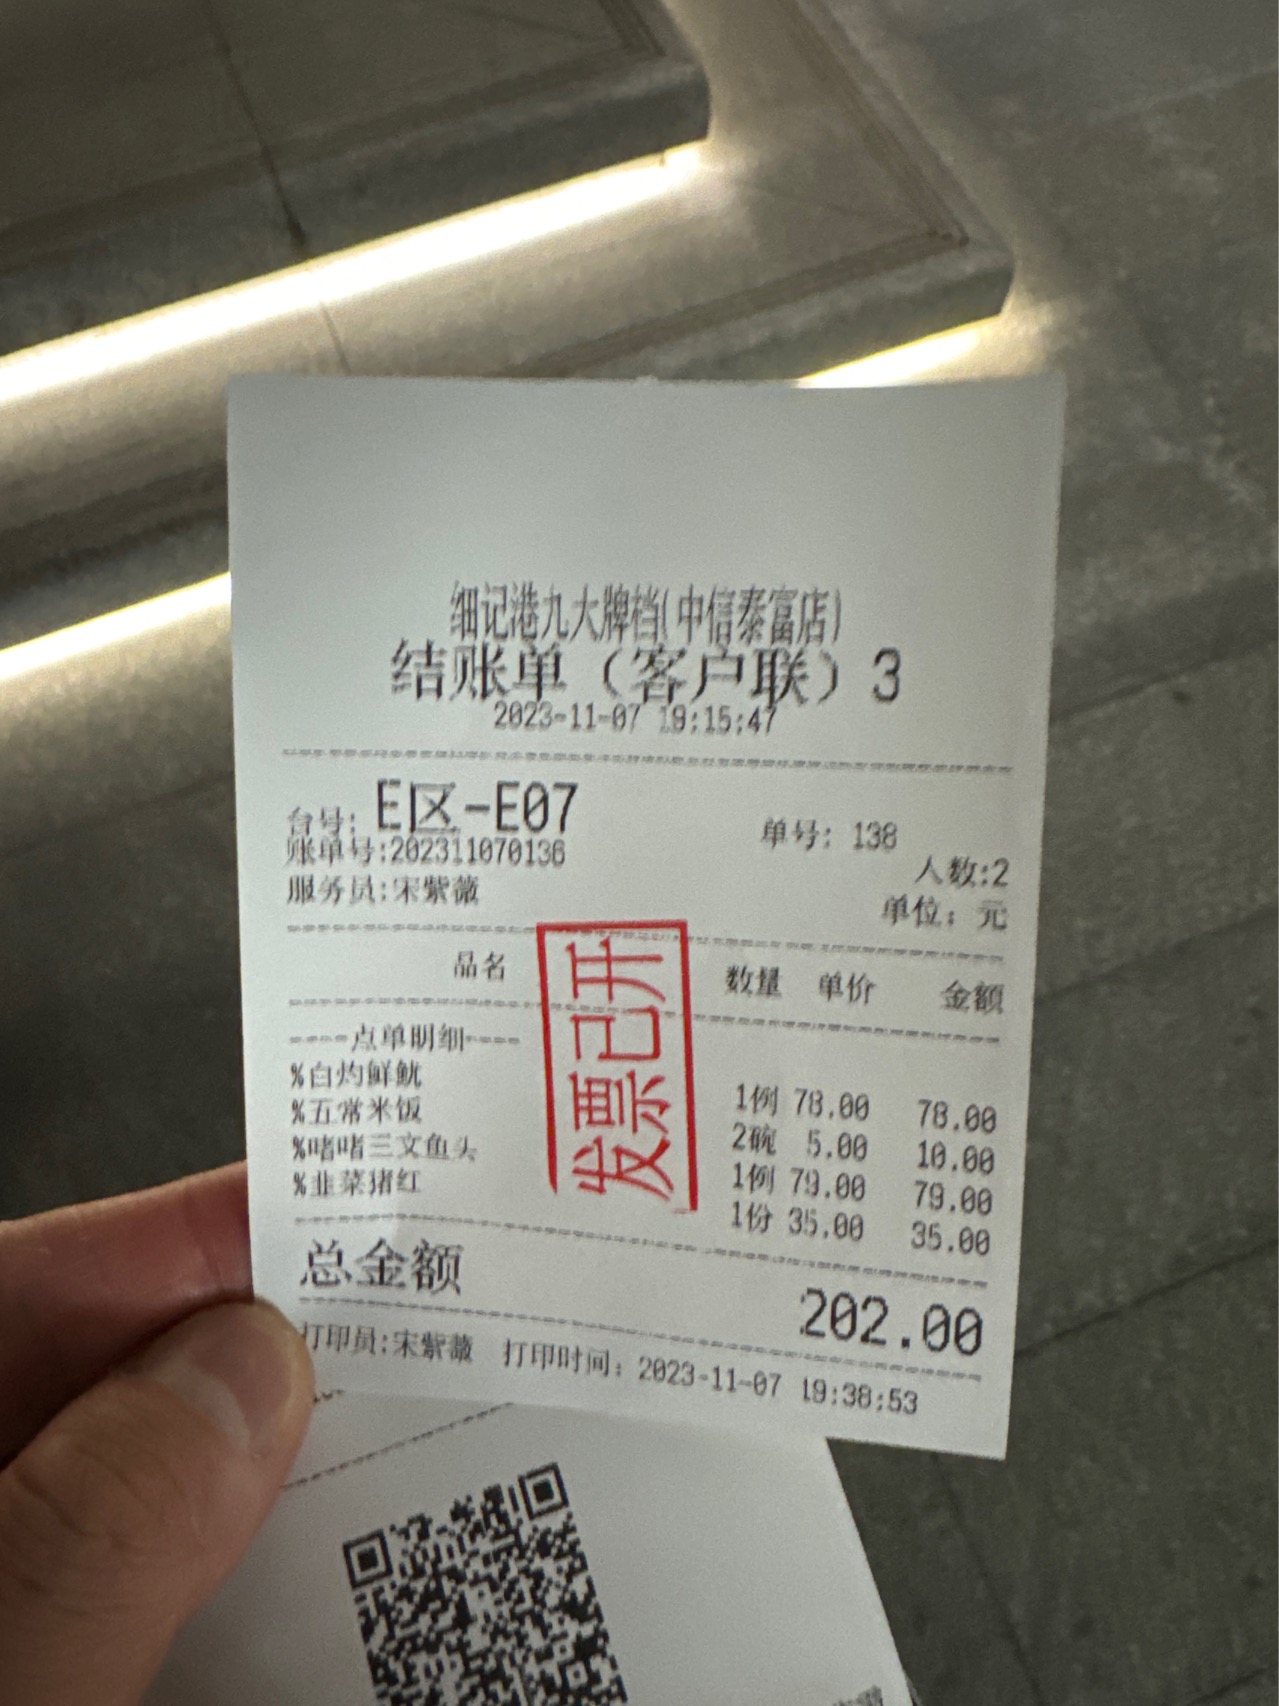 细记港九大牌档(中信泰富店)
结账单（客户联）3
2023-11-07 19:15:47
台号: E区-E07 单号: 138
账单号:202311070136 人数:2
服务员:宋紫薇 单位: 元
品名 数量 单价 金额
----点单明细----
%白灼鲜鱿 1例 78.00 78.00
%五常米饭 2碗 5.00 10.00
%啫啫三文鱼头 1例 79.00 79.00
%韭菜猪红 1份 35.00 35.00
发票已开
总金额 202.00
打印员:宋紫薇 打印时间: 2023-11-07 19:38:53